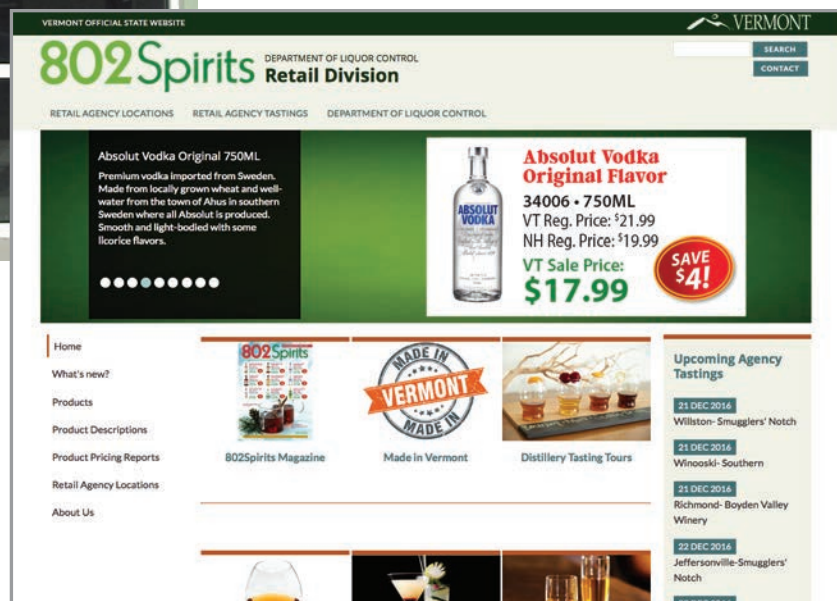 VERMONT OFFICIAL STATE WEBSITE
VERMONT
802Spirits
DEPARTMENT OF LIQUOR CONTROL
Retail Division
SEARCH
CONTACT
RETAIL AGENCY LOCATIONS
RETAIL AGENCY TASTINGS
DEPARTMENT OF LIQUOR CONTROL
Absolut Vodka Original 750ML
Premium vodka imported from Sweden.
Made from locally grown wheat and well-
water from the town of Ahus in southern
Sweden where all Absolut is produced.
Smooth and light-bodied with some
licorice flavors.
ABSOLUT
VODKA
Absolut Vodka
Original Flavor
34006 • 750ML
VT Reg. Price: $21.99
NH Reg. Price: $19.99
VT Sale Price:
$17.99
SAVE
$4!
Home
What's new?
Products
Product Descriptions
Product Pricing Reports
Retail Agency Locations
About Us
802Spirits
802Spirits Magazine
MADE IN
VERMONT
MADE IN
Made in Vermont
Distillery Tasting Tours
Upcoming Agency
Tastings
21 DEC 2016
Willston- Smugglers' Notch
21 DEC 2016
Winooski- Southern
21 DEC 2016
Richmond- Boyden Valley
Winery
22 DEC 2016
Jeffersonville-Smugglers'
Notch